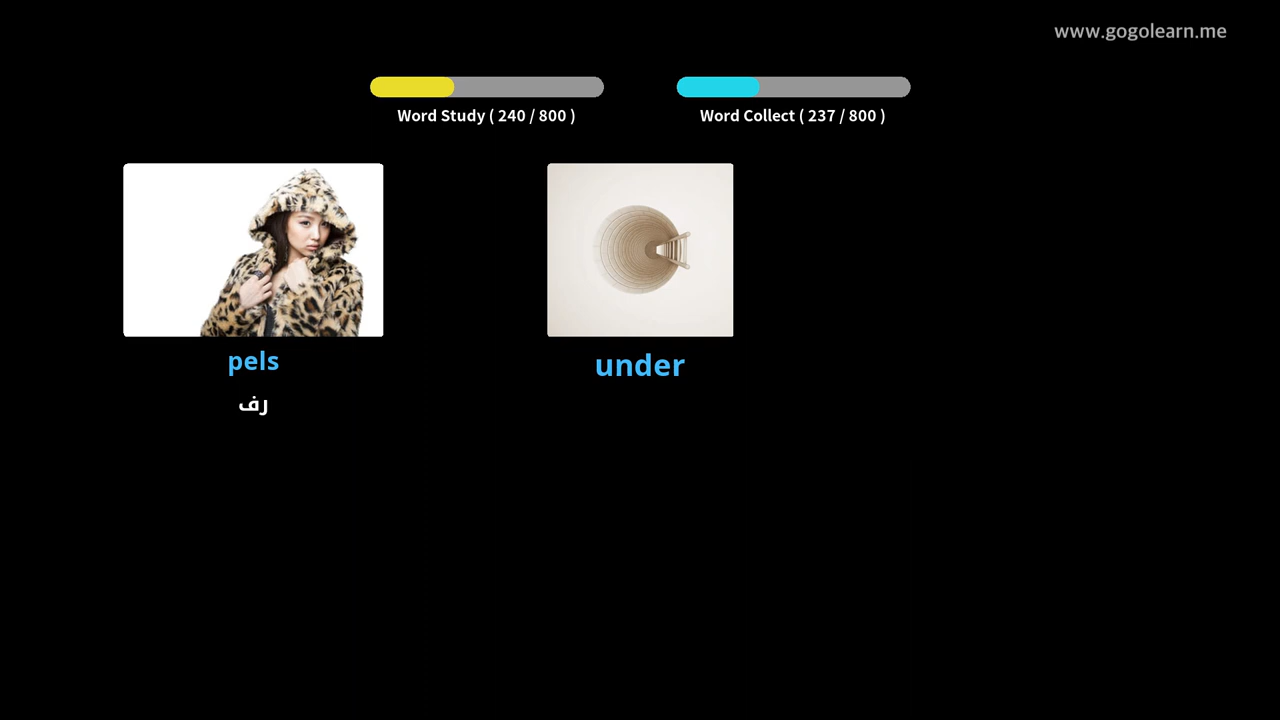 www.gogolearn.me
Word Study ( 240 / 800 )
Word Collect ( 237 / 800 )
pels
under
رف